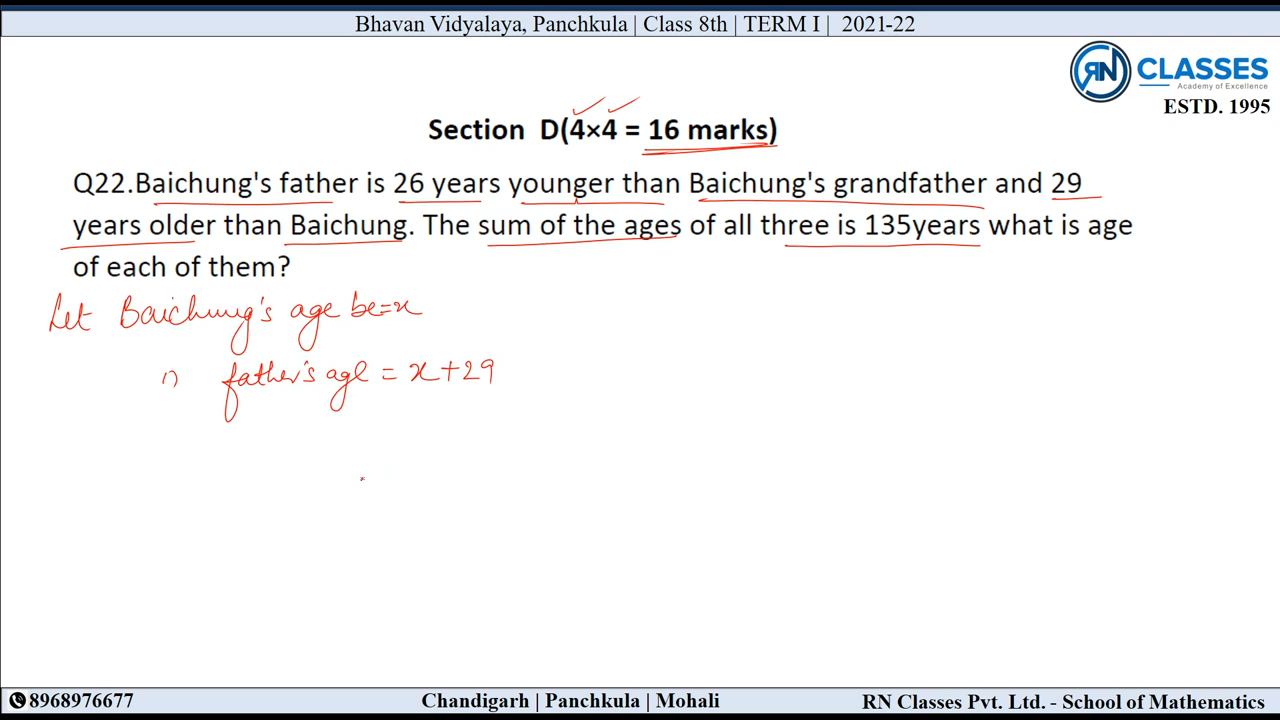 Bhavan Vidyalaya, Panchkula | Class 8th | TERM I | 2021-22
RN CLASSES
Academy of Excellence
ESTD. 1995
Section D(4×4 = 16 marks)
Q22.Baichung's father is 26 years younger than Baichung's grandfather and 29
years older than Baichung. The sum of the ages of all three is 135years what is age
of each of them?
Let Baichung's age be=x
" father's age = x + 29
8968976677
Chandigarh | Panchkula | Mohali
RN Classes Pvt. Ltd. - School of Mathematics